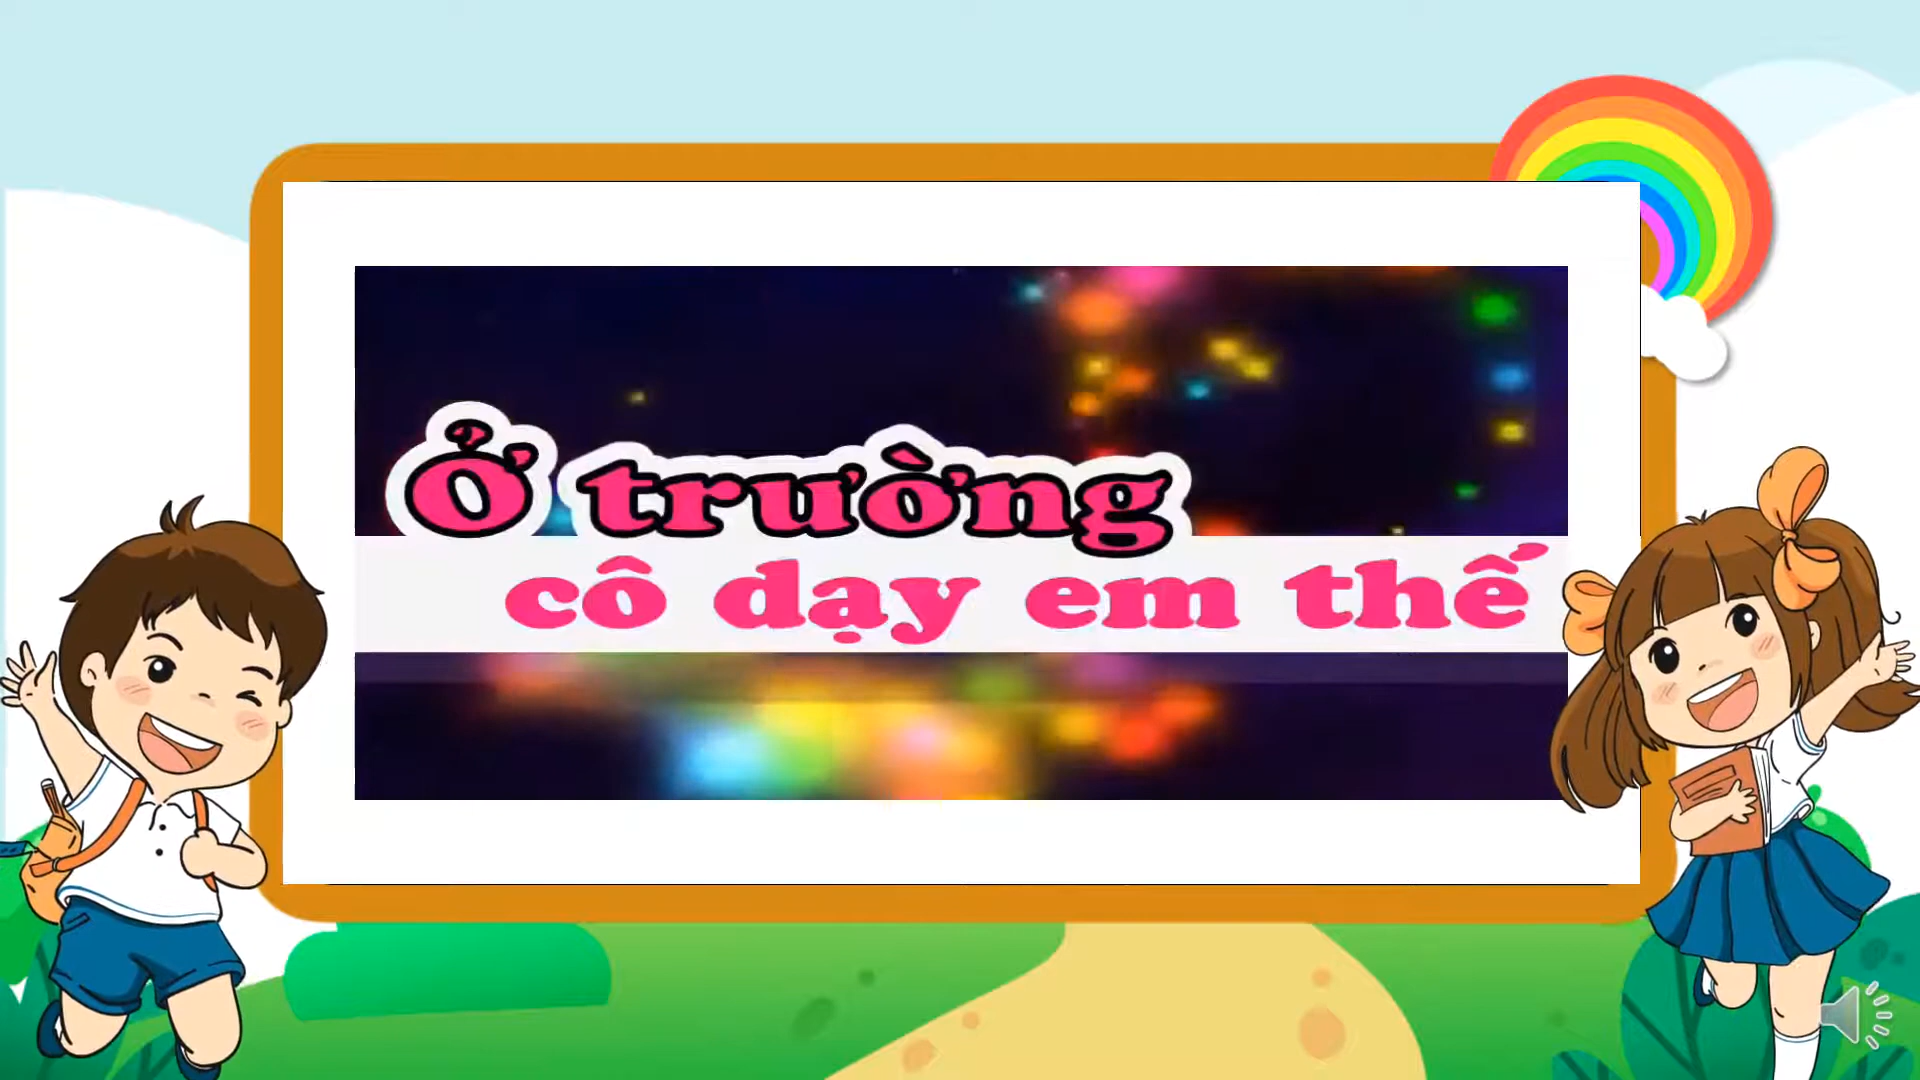 Ở trường
cô dạy em thế